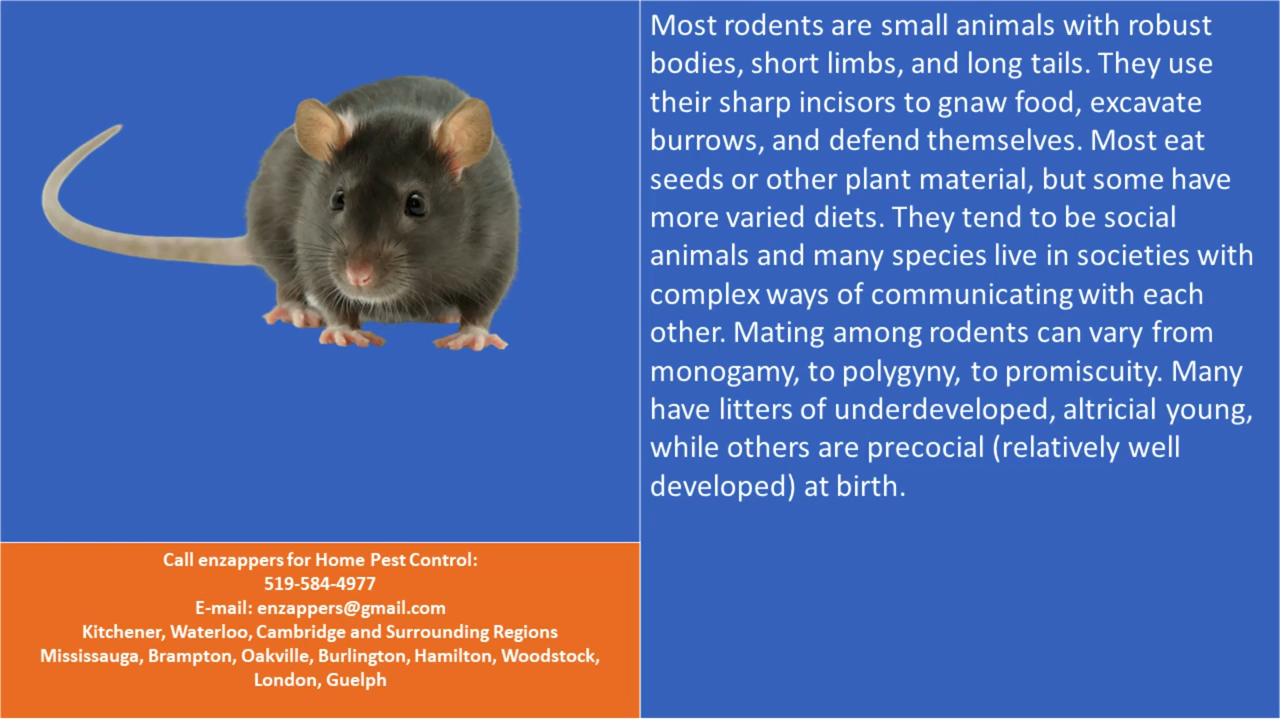 Most rodents are small animals with robust
bodies, short limbs, and long tails. They use
their sharp incisors to gnaw food, excavate
burrows, and defend themselves. Most eat
seeds or other plant material, but some have
more varied diets. They tend to be social
animals and many species live in societies with
complex ways of communicating with each
other. Mating among rodents can vary from
monogamy, to polygyny, to promiscuity. Many
have litters of underdeveloped, altricial young,
while others are precocial (relatively well
developed) at birth.
Call enzappers for Home Pest Control:
519-584-4977
E-mail: enzappers@gmail.com
Kitchener, Waterloo, Cambridge and Surrounding Regions
Mississauga, Brampton, Oakville, Burlington, Hamilton, Woodstock,
London, Guelph